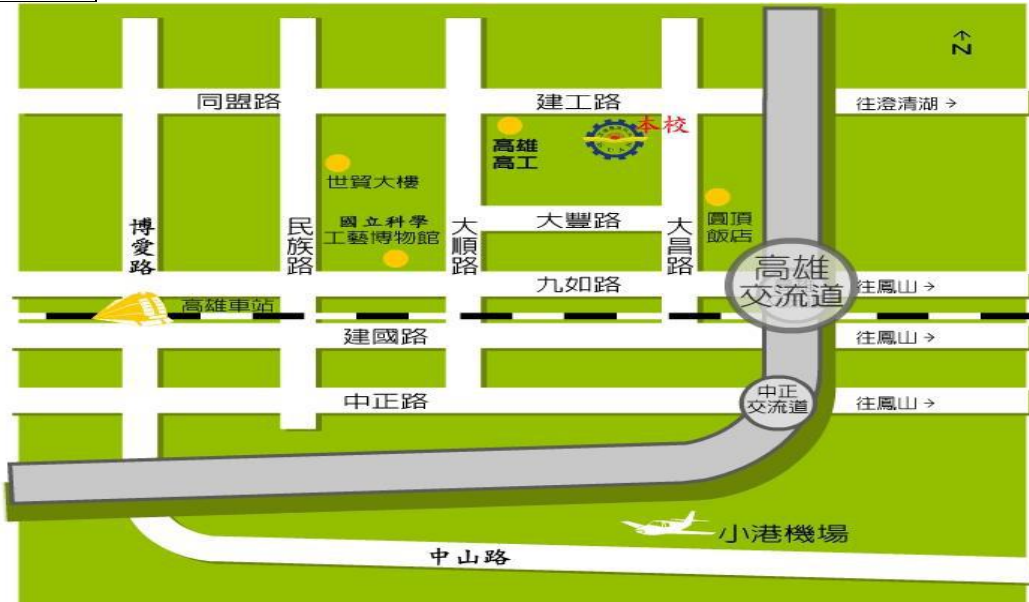 N
同盟路
建工路
往澄清湖→
本校
高雄
高工
世貿大樓
圓頂
飯店
博愛路
民族路
國立科學
工藝博物館
大順路
大豐路
大昌路
九如路
高雄
交流道
往鳳山→
高雄車站
建國路
往鳳山→
中正路
中正
交流道
往鳳山→
小港機場
中山路